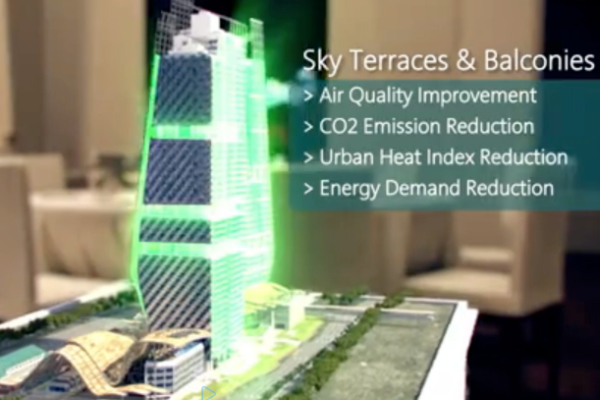 Sky Terraces & Balconies
> Air Quality Improvement
> CO2 Emission Reduction
> Urban Heat Index Reduction
> Energy Demand Reduction